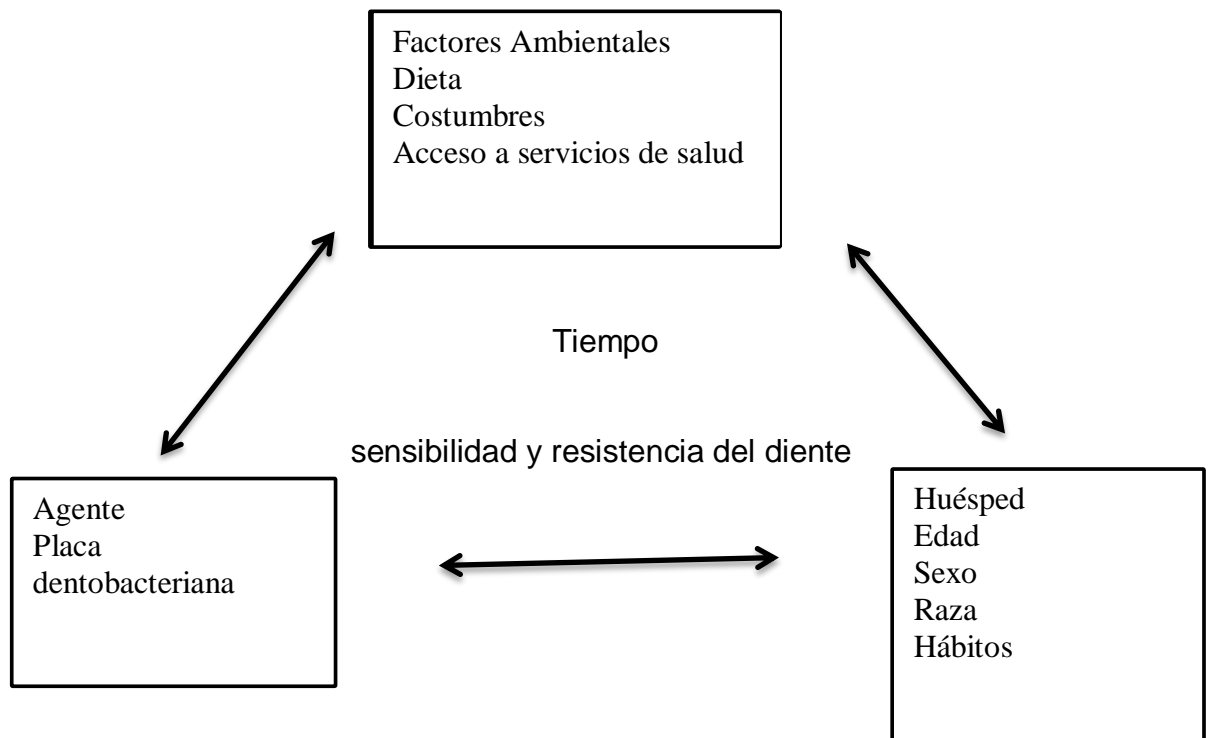 Factores Ambientales
Dieta
Costumbres
Acceso a servicios de salud
Tiempo
sensibilidad y resistencia del diente
Agente
Placa
dentobacteriana
Huésped
Edad
Sexo
Raza
Hábitos